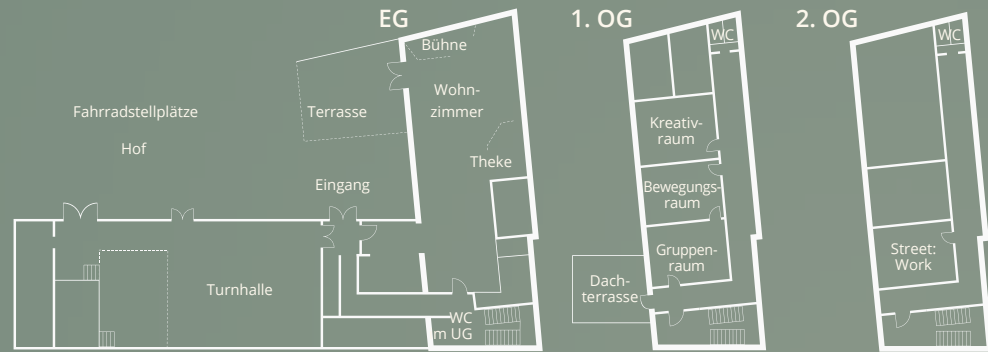 EG
Bühne
Wohn-
zimmer
Fahrradstellplätze
Hof
Terrasse
Theke
Eingang
Turnhalle
WC
m UG
1. OG
WC
Kreativ-
raum
Bewegungs-
raum
Gruppen-
raum
Dach-
terrasse
2. OG
WC
Street:
Work